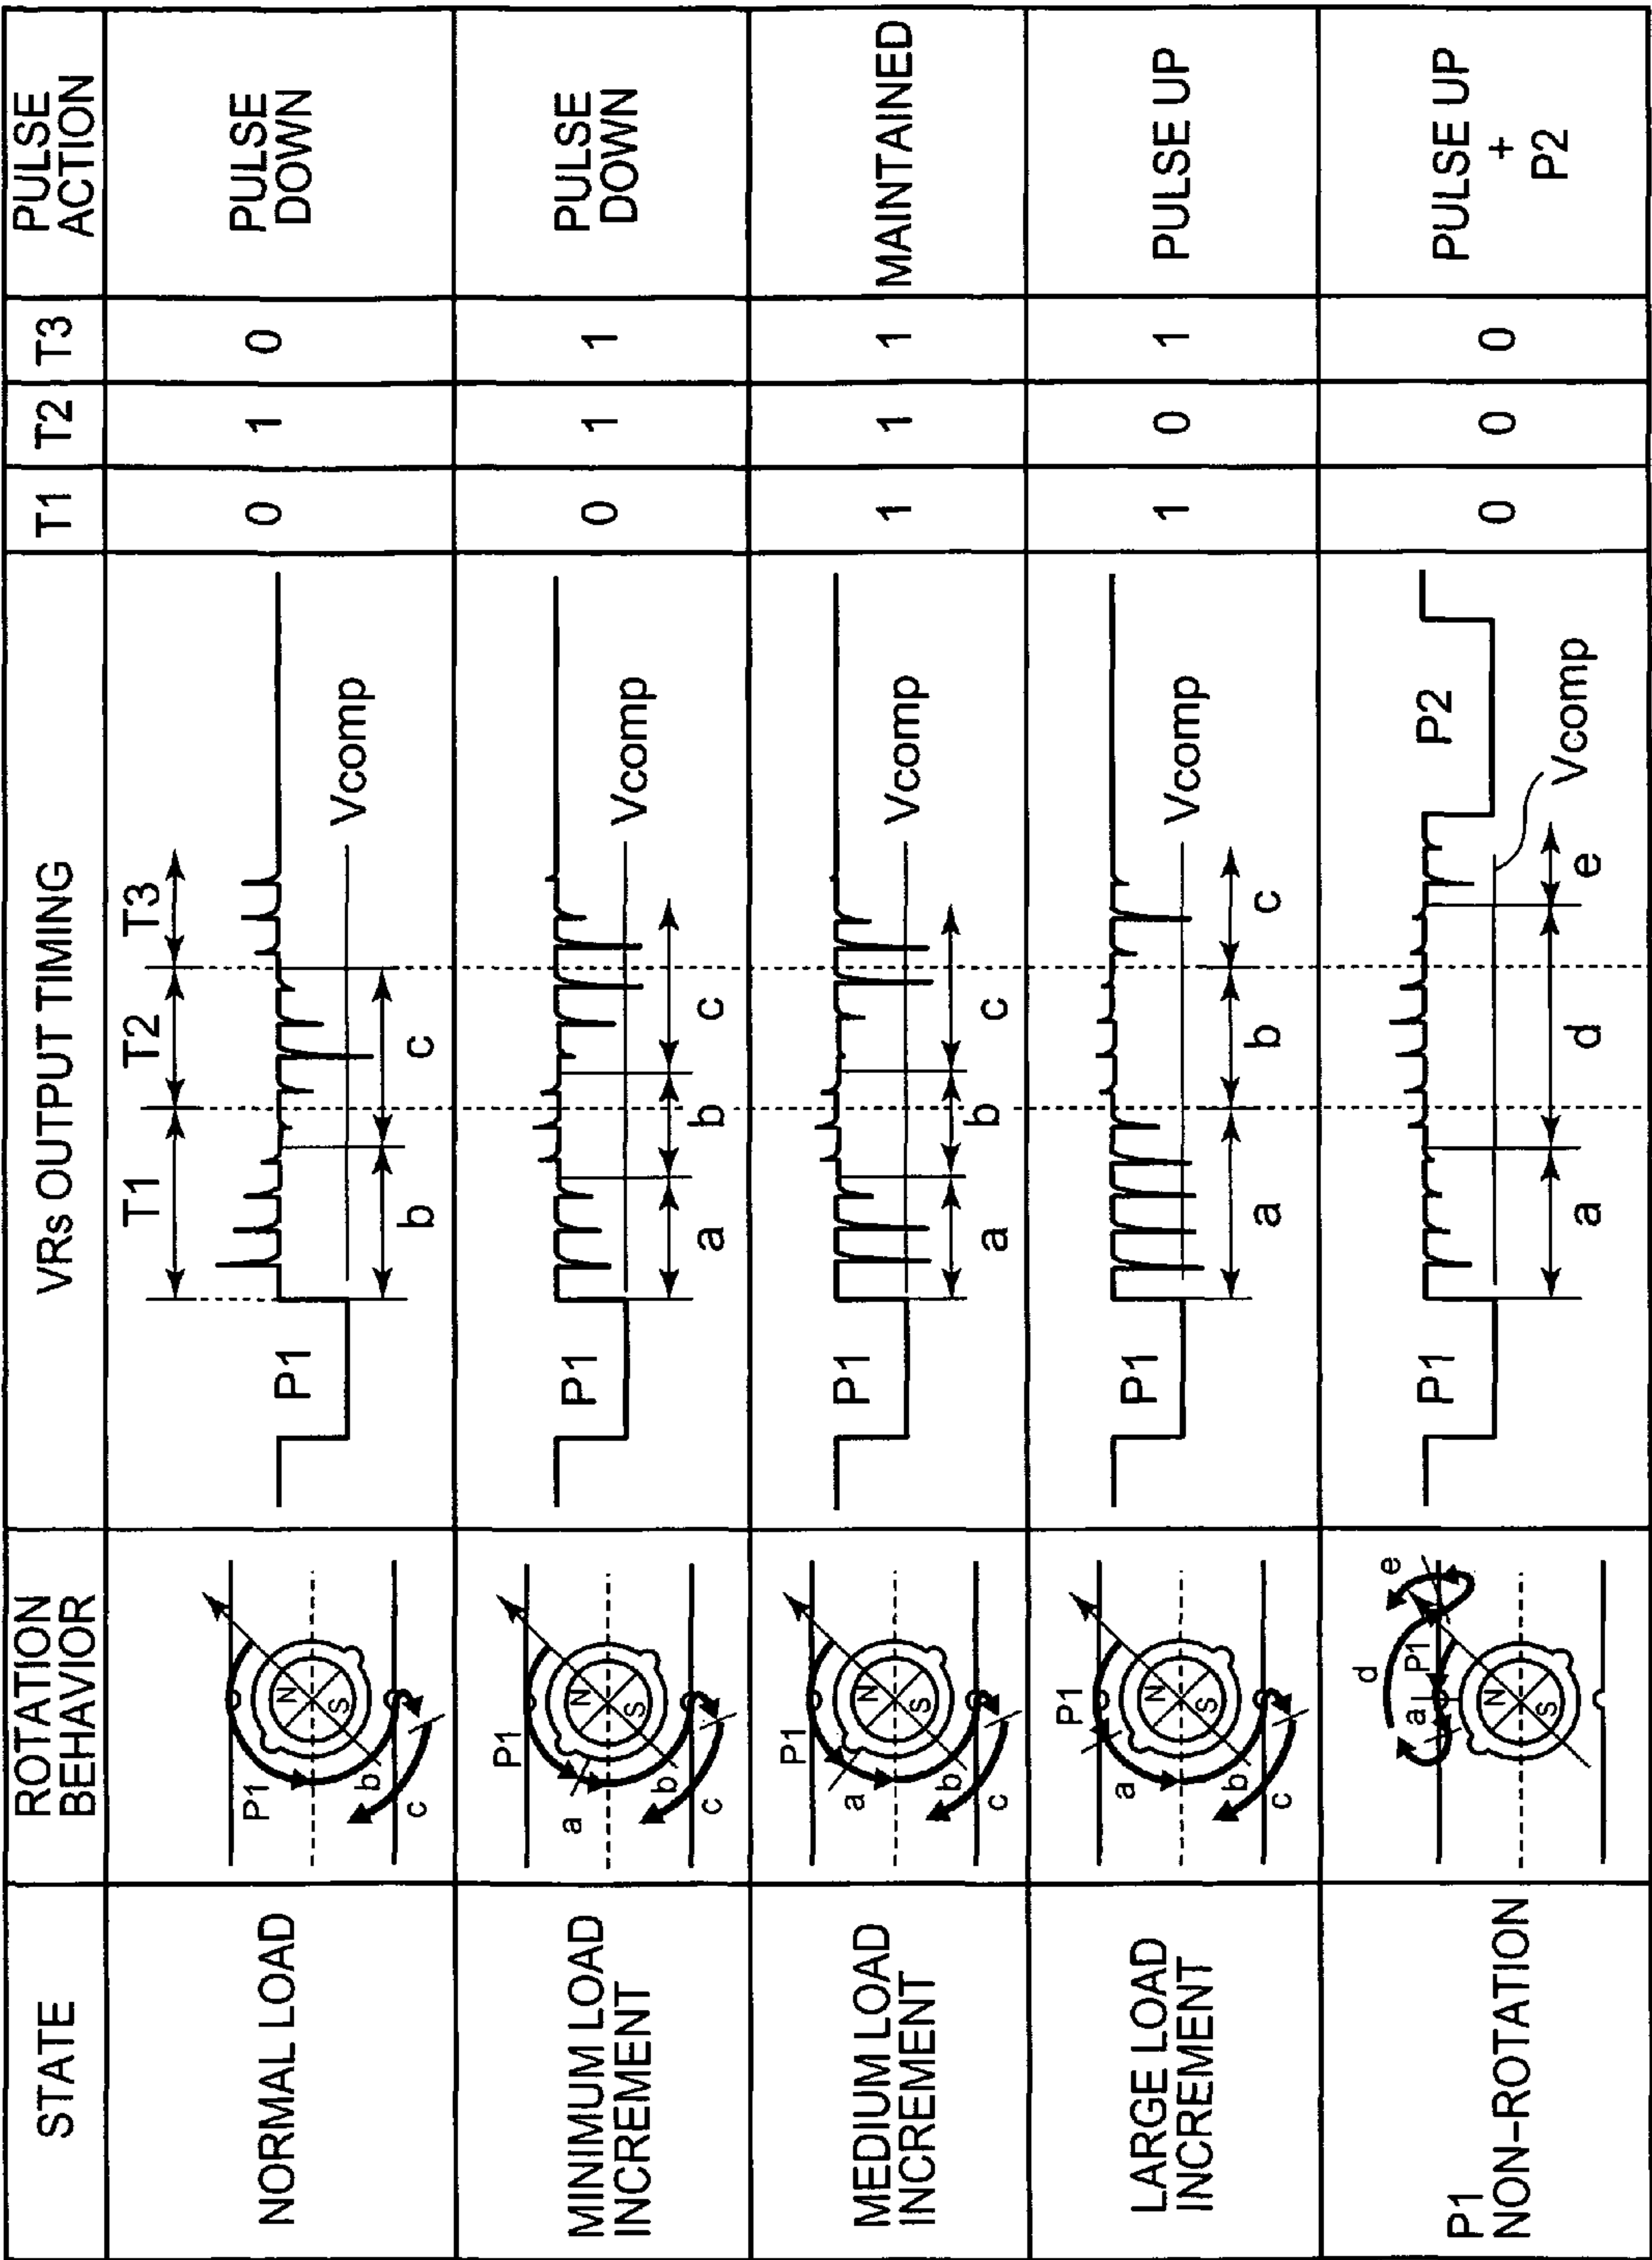 STATE
ROTATION
BEHAVIOR
VRs OUTPUT TIMING
T1
T2
T3
PULSE
ACTION
NORMAL LOAD
P1
N
S
b
c
P1
T1
T2
T3
b
c
Vcomp
0
1
0
PULSE
DOWN
MINIMUM LOAD
INCREMENT
P1
a
N
S
b
c
P1
a
b
c
Vcomp
0
1
1
PULSE
DOWN
MEDIUM LOAD
INCREMENT
P1
a
N
S
b
c
P1
a
b
c
Vcomp
1
1
1
MAINTAINED
LARGE LOAD
INCREMENT
P1
a
N
S
b
c
P1
a
b
c
Vcomp
1
0
1
PULSE UP
P1
NON-ROTATION
d
e
a
P1
N
S
P1
a
d
e
P2
Vcomp
0
0
0
PULSE UP
+
P2